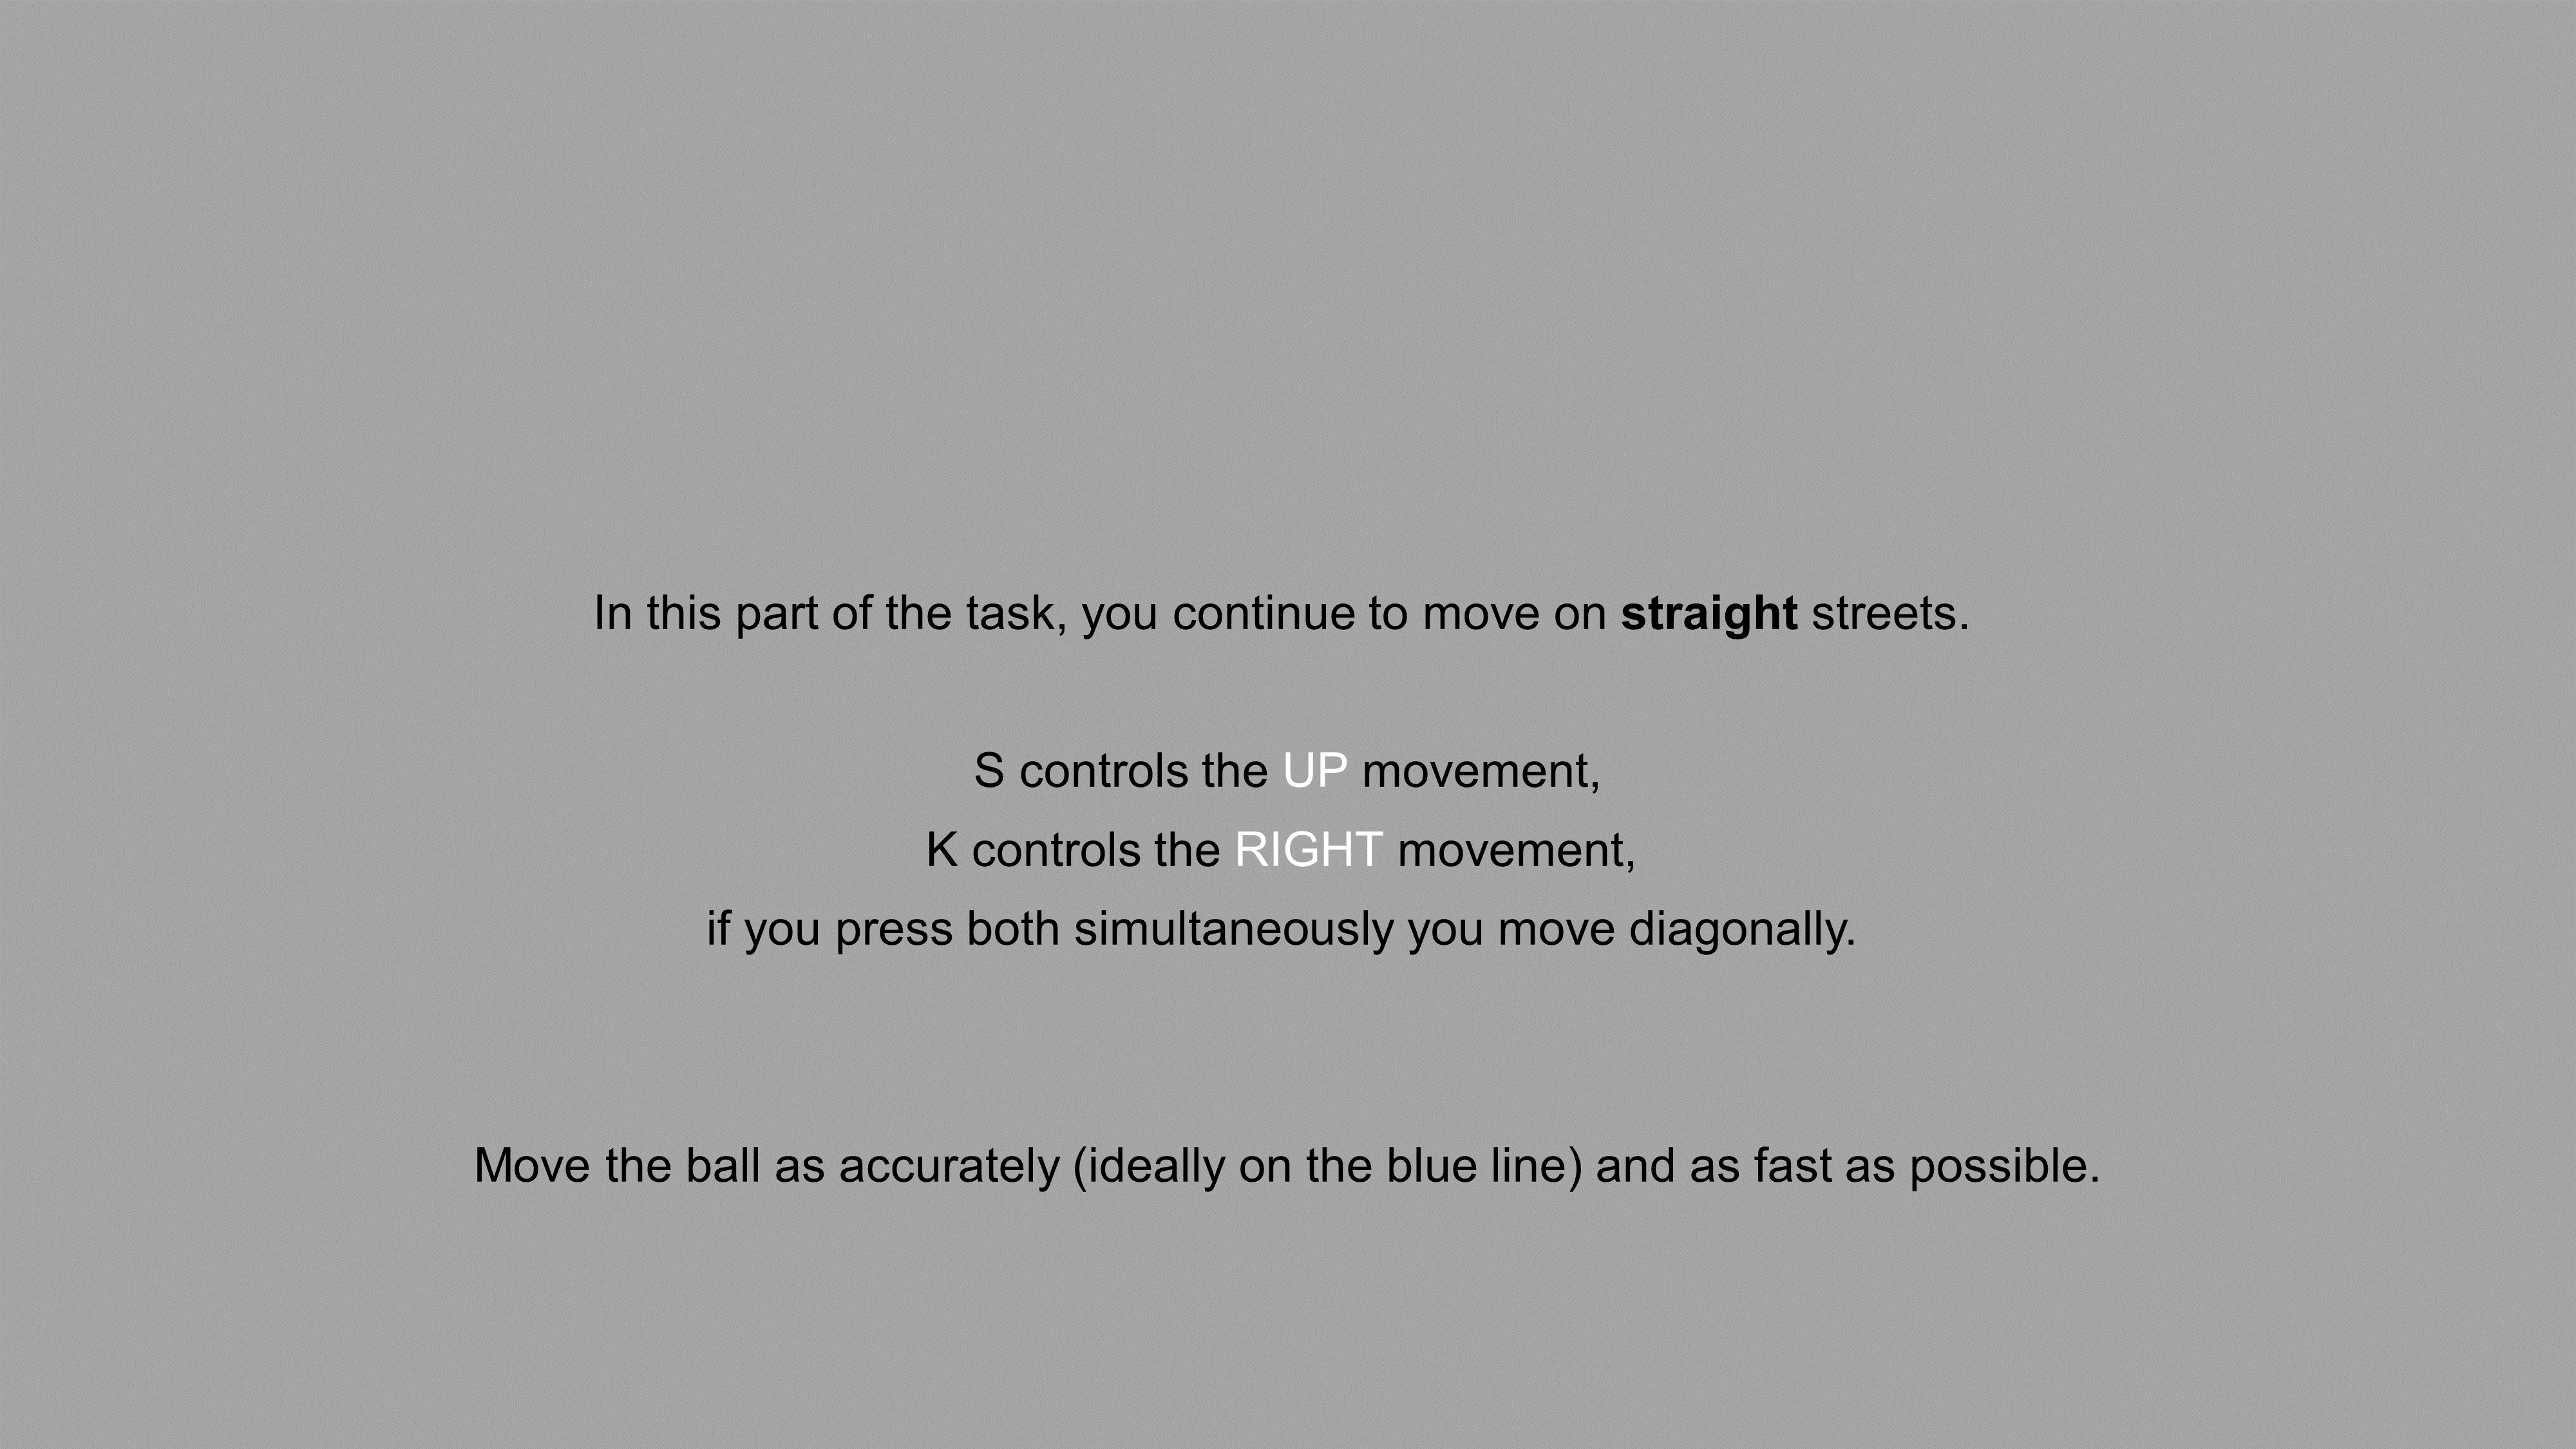 In this part of the task, you continue to move on straight streets.
S controls the UP movement,
K controls the RIGHT movement,
if you press both simultaneously you move diagonally.
Move the ball as accurately (ideally on the blue line) and as fast as possible.